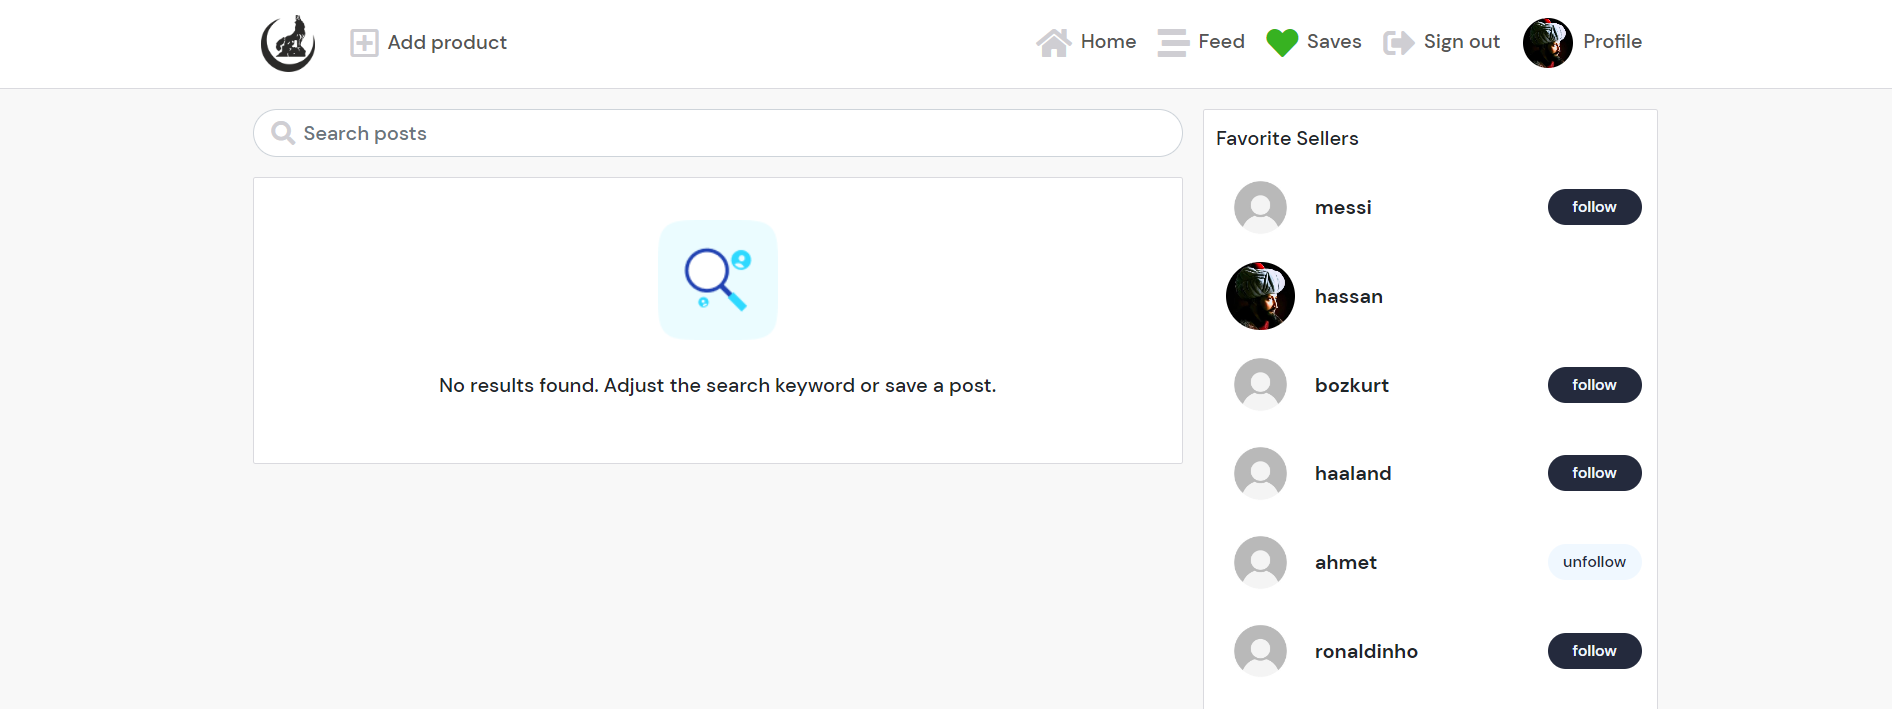 Add product
Home
Feed
Saves
Sign out
Profile
Search posts
No results found. Adjust the search keyword or save a post.
Favorite Sellers
messi
follow
hassan
bozkurt
follow
haaland
follow
ahmet
unfollow
ronaldinho
follow